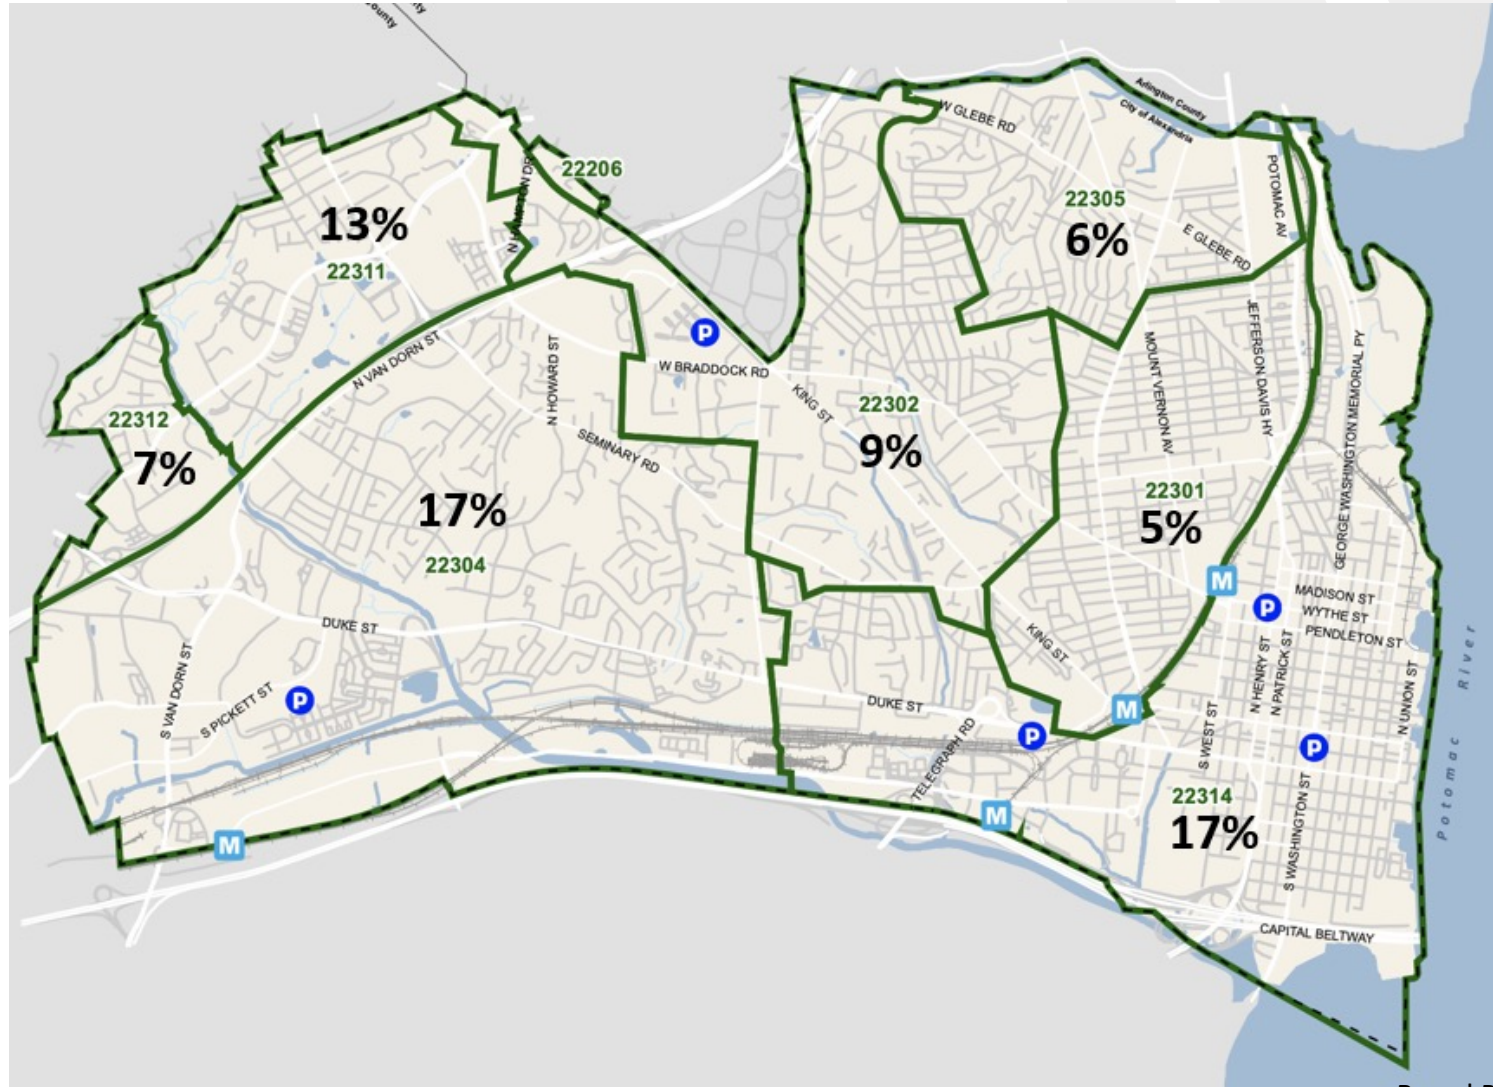 County
Arlington County
City of Alexandria
W GLEBE RD
22206
N HAMPTON DR
POTOMAC AV
22305
13%
6%
E GLEBE RD
22311
P
JEFFERSON DAVIS HY
MOUNT VERNON AV
GEORGE WASHINGTON MEMORIAL PY
N VAN DORN ST
N HOWARD ST
W BRADDOCK RD
KING ST
22302
22312
9%
SEMINARY RD
7%
17%
22301
5%
22304
M
P
MADISON ST
WYTHE ST
PENDLETON ST
DUKE ST
KING ST
N HENRY ST
N PATRICK ST
N UNION ST
Potomac River
S VAN DORN ST
S PICKETT ST
P
DUKE ST
M
P
TELEGRAPH RD
S WEST ST
P
22314
17%
S WASHINGTON ST
M
M
CAPITAL BELTWAY